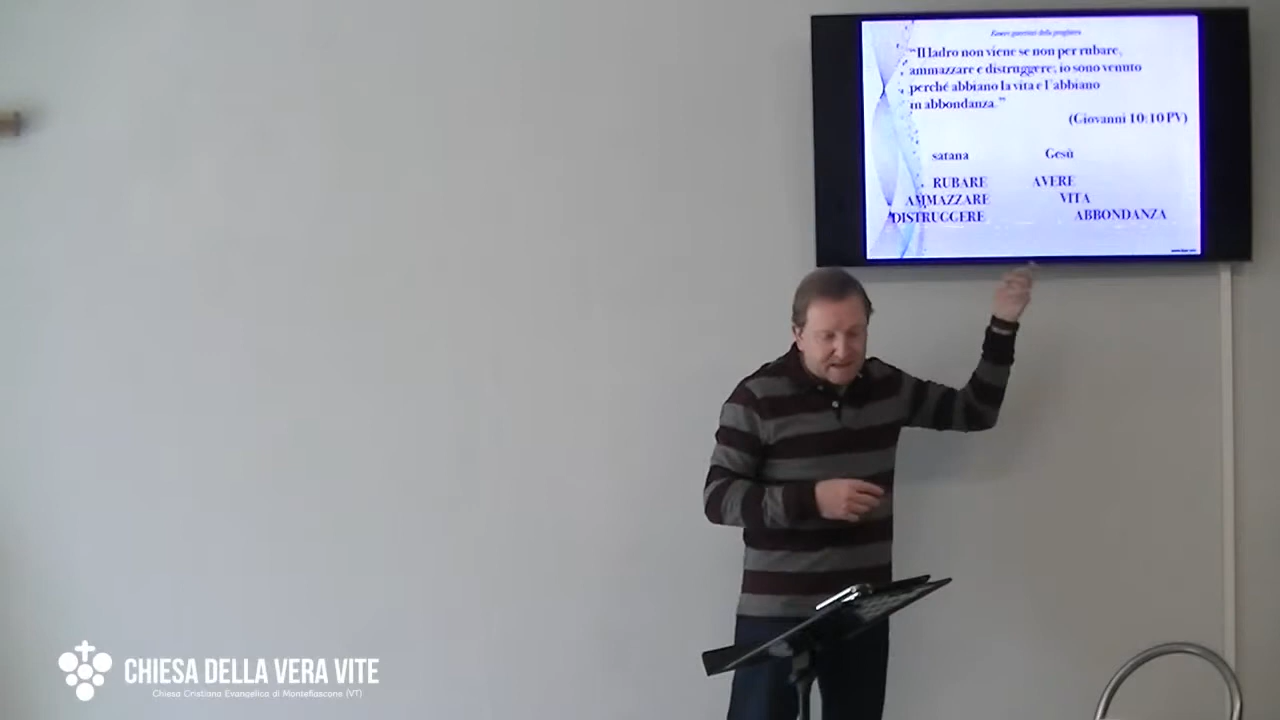 Essere guerrieri della preghiera
“Il ladro non viene se non per rubare,
ammazzare e distruggere; io sono venuto
perché abbiano la vita e l’abbiano
in abbondanza.”
(Giovanni 10:10 PV)
satana Gesù
RUBARE AVERE
AMMAZZARE VITA
DISTRUGGERE ABBONDANZA
CHIESA DELLA VERA VITE
Chiesa Cristiana Evangelica di Montefiascone (VT)